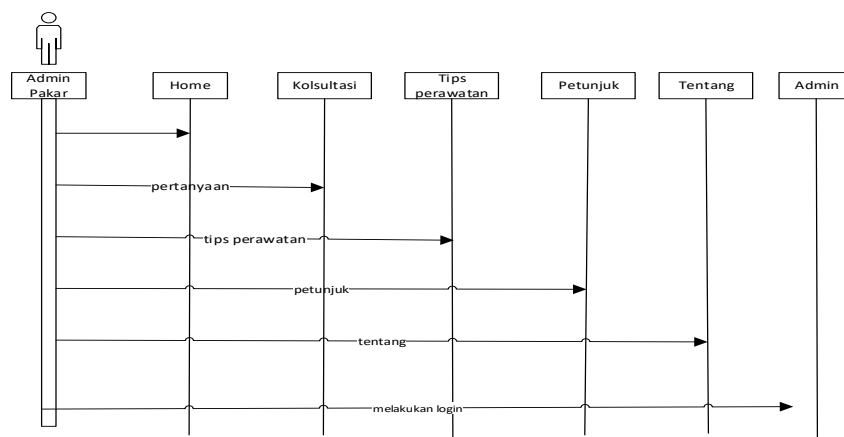 Admin
Pakar
Home
Kolsultasi
Tips
perawatan
Petunjuk
Tentang
Admin
pertanyaan
tips perawatan
petunjuk
tentang
melakukan login